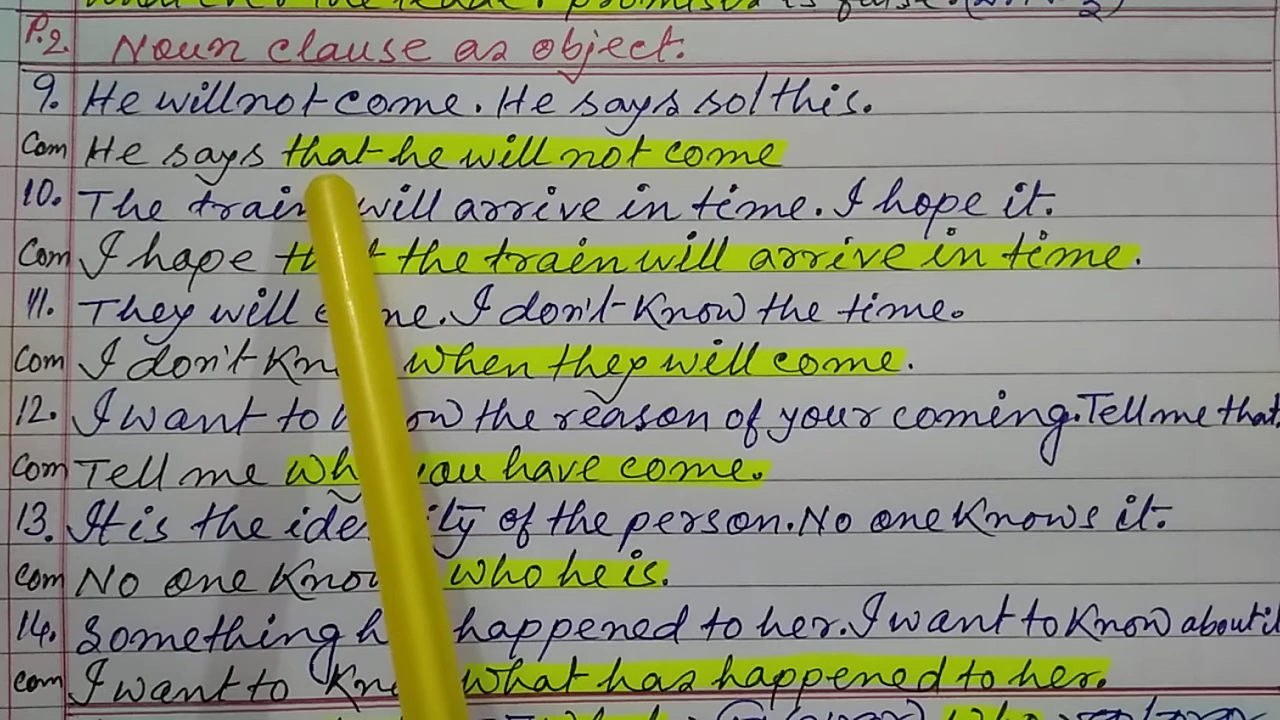 P.2. Noun clause as object.
9. He will not come. He says so/this.
Com He says that he will not come
10. The train will arrive in time. I hope it.
Com I hope the train will arrive in time.
11. They will I don't know the time.
Com I don't when they will come.
12. I want to the reason of your coming. Tell me that.
Com Tell me you have come.
13. It is the of the person. No one knows it.
Com No one who he is.
14. Something happened to her. I want to know about it
Com I want to what has happened to her.